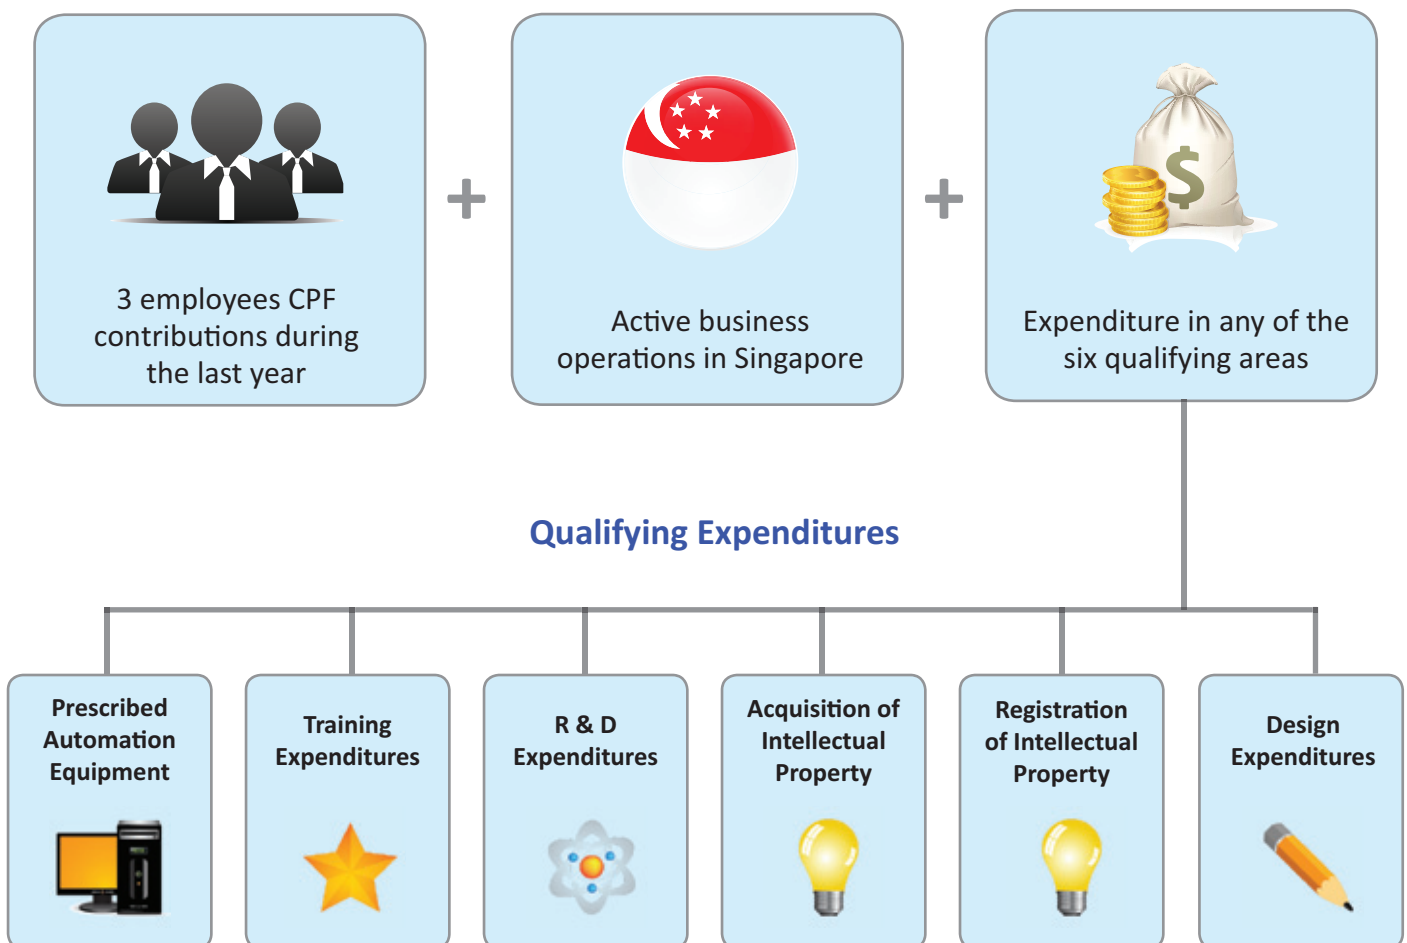 3 employees CPF
contributions during
the last year
+
Active business
operations in Singapore
+
$
Expenditure in any of the
six qualifying areas
Qualifying Expenditures
Prescribed
Automation
Equipment
Training
Expenditures
R & D
Expenditures
Acquisition of
Intellectual
Property
Registration
of Intellectual
Property
Design
Expenditures